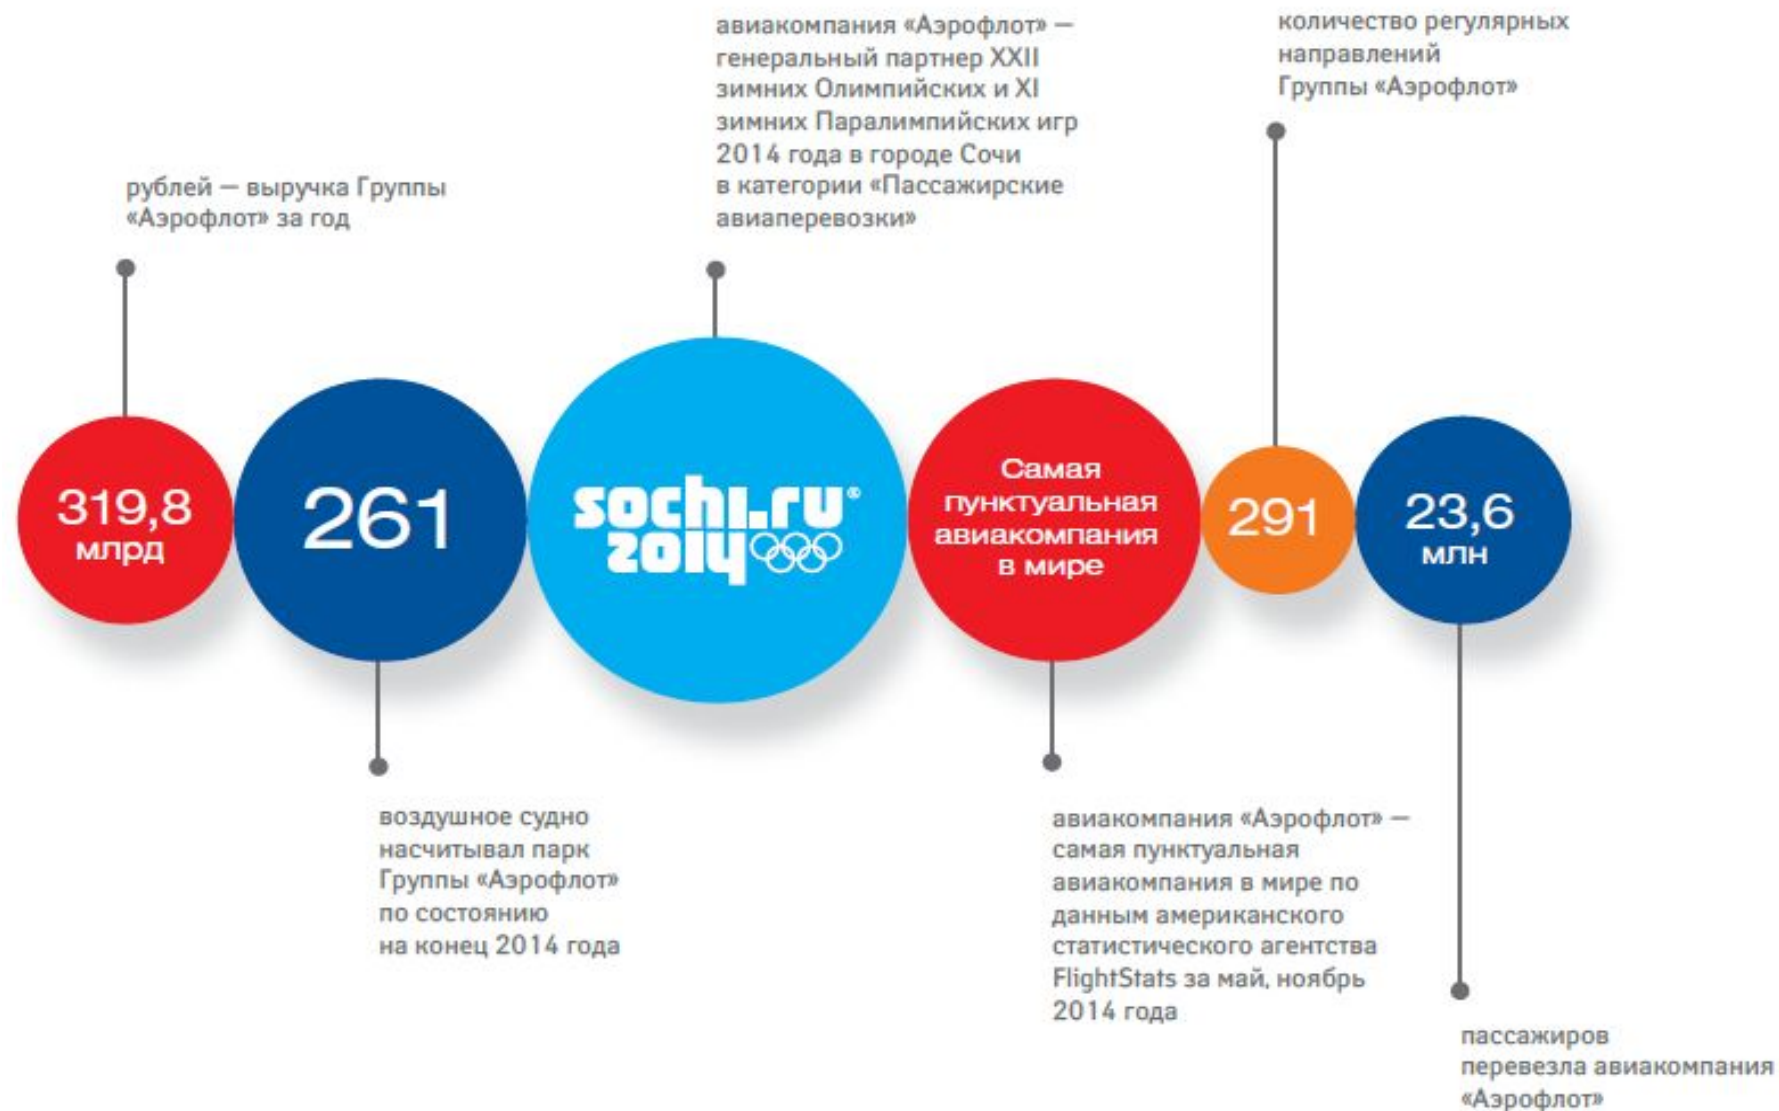 авиакомпания «Аэрофлот» —
генеральный партнер XXII
зимних Олимпийских и XI
зимних Паралимпийских игр
2014 года в городе Сочи
в категории «Пассажирские
авиаперевозки»
количество регулярных
направлений
Группы «Аэрофлот»
рублей — выручка Группы
«Аэрофлот» за год
319,8
млрд
261
sochi.ru®
2014
Самая
пунктуальная
авиакомпания
в мире
291
23,6
млн
воздушное судно
насчитывал парк
Группы «Аэрофлот»
по состоянию
на конец 2014 года
авиакомпания «Аэрофлот» —
самая пунктуальная
авиакомпания в мире по
данным американского
статистического агентства
FlightStats за май, ноябрь
2014 года
пассажиров
перевезла авиакомпания
«Аэрофлот»